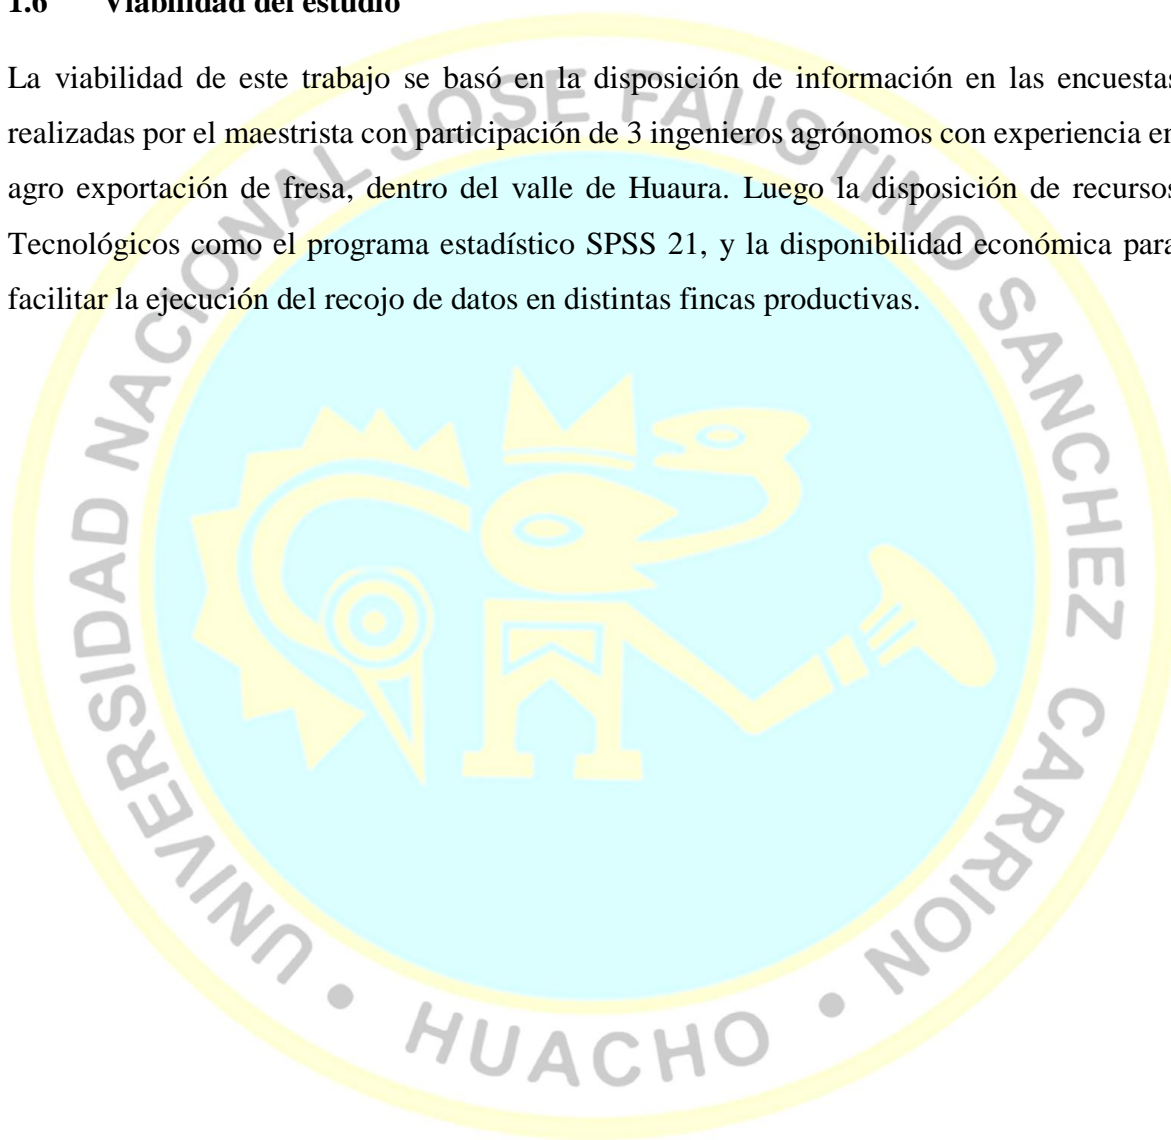 1.6 Viabilidad del estudio
La viabilidad de este trabajo se basó en la disposición de información en las encuestas
realizadas por el maestrista con participación de 3 ingenieros agrónomos con experiencia en
agro exportación de fresa, dentro del valle de Huaura. Luego la disposición de recursos
Tecnológicos como el programa estadístico SPSS 21, y la disponibilidad económica para
facilitar la ejecución del recojo de datos en distintas fincas productivas.
UNIVERSIDAD NACIONAL JOSE FAUSTINO SANCHEZ CARRION
• HUACHO •